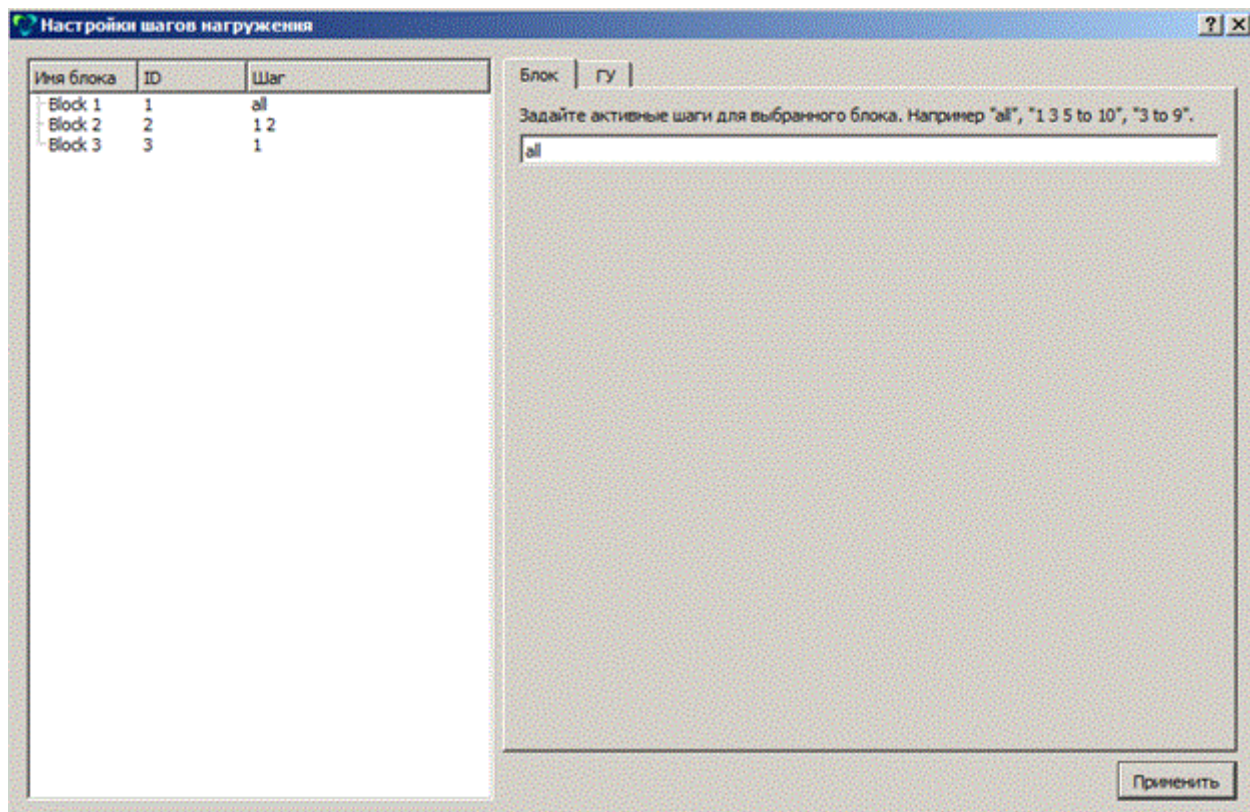 Настройки шагов нагружения
? X
Имя блока ID Шаг
Block 1 1 all
Block 2 2 1 2
Block 3 3 1
Блок ГУ
Задайте активные шаги для выбранного блока. Например "all", "1 3 5 to 10", "3 to 9".
all
Применить